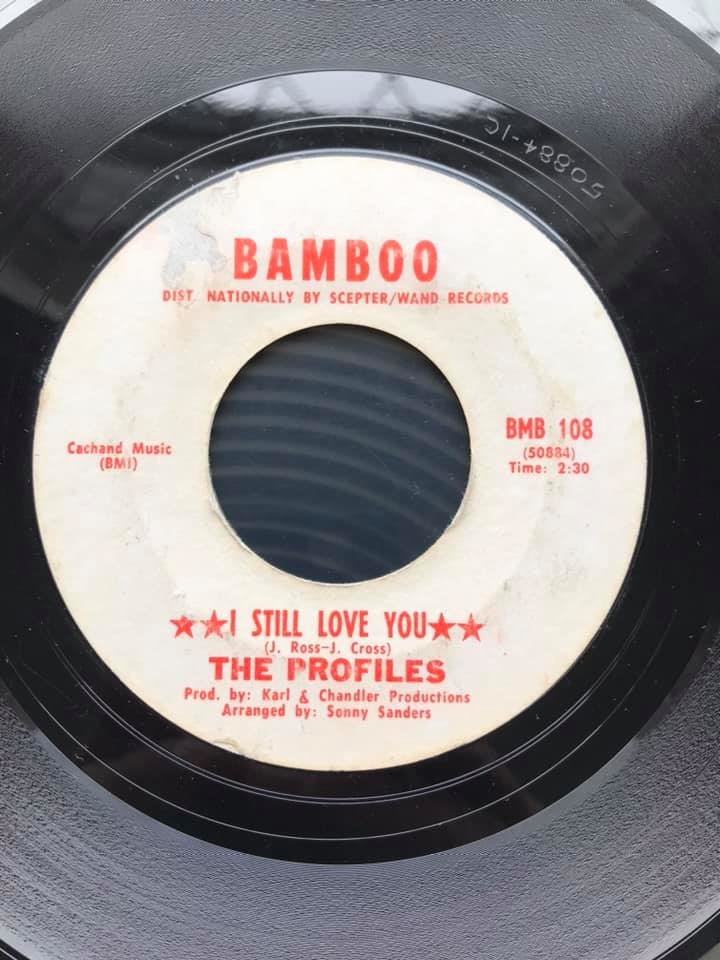 50884-1C
BAMBOO
DIST. NATIONALLY BY SCEPTER/WAND RECORDS
Cachand Music
(BMI)
BMB 108
(50884)
Time: 2:30
★★I STILL LOVE YOU★★
(J. Ross-J. Cross)
THE PROFILES
Prod. by: Karl & Chandler Productions
Arranged by: Sonny Sanders